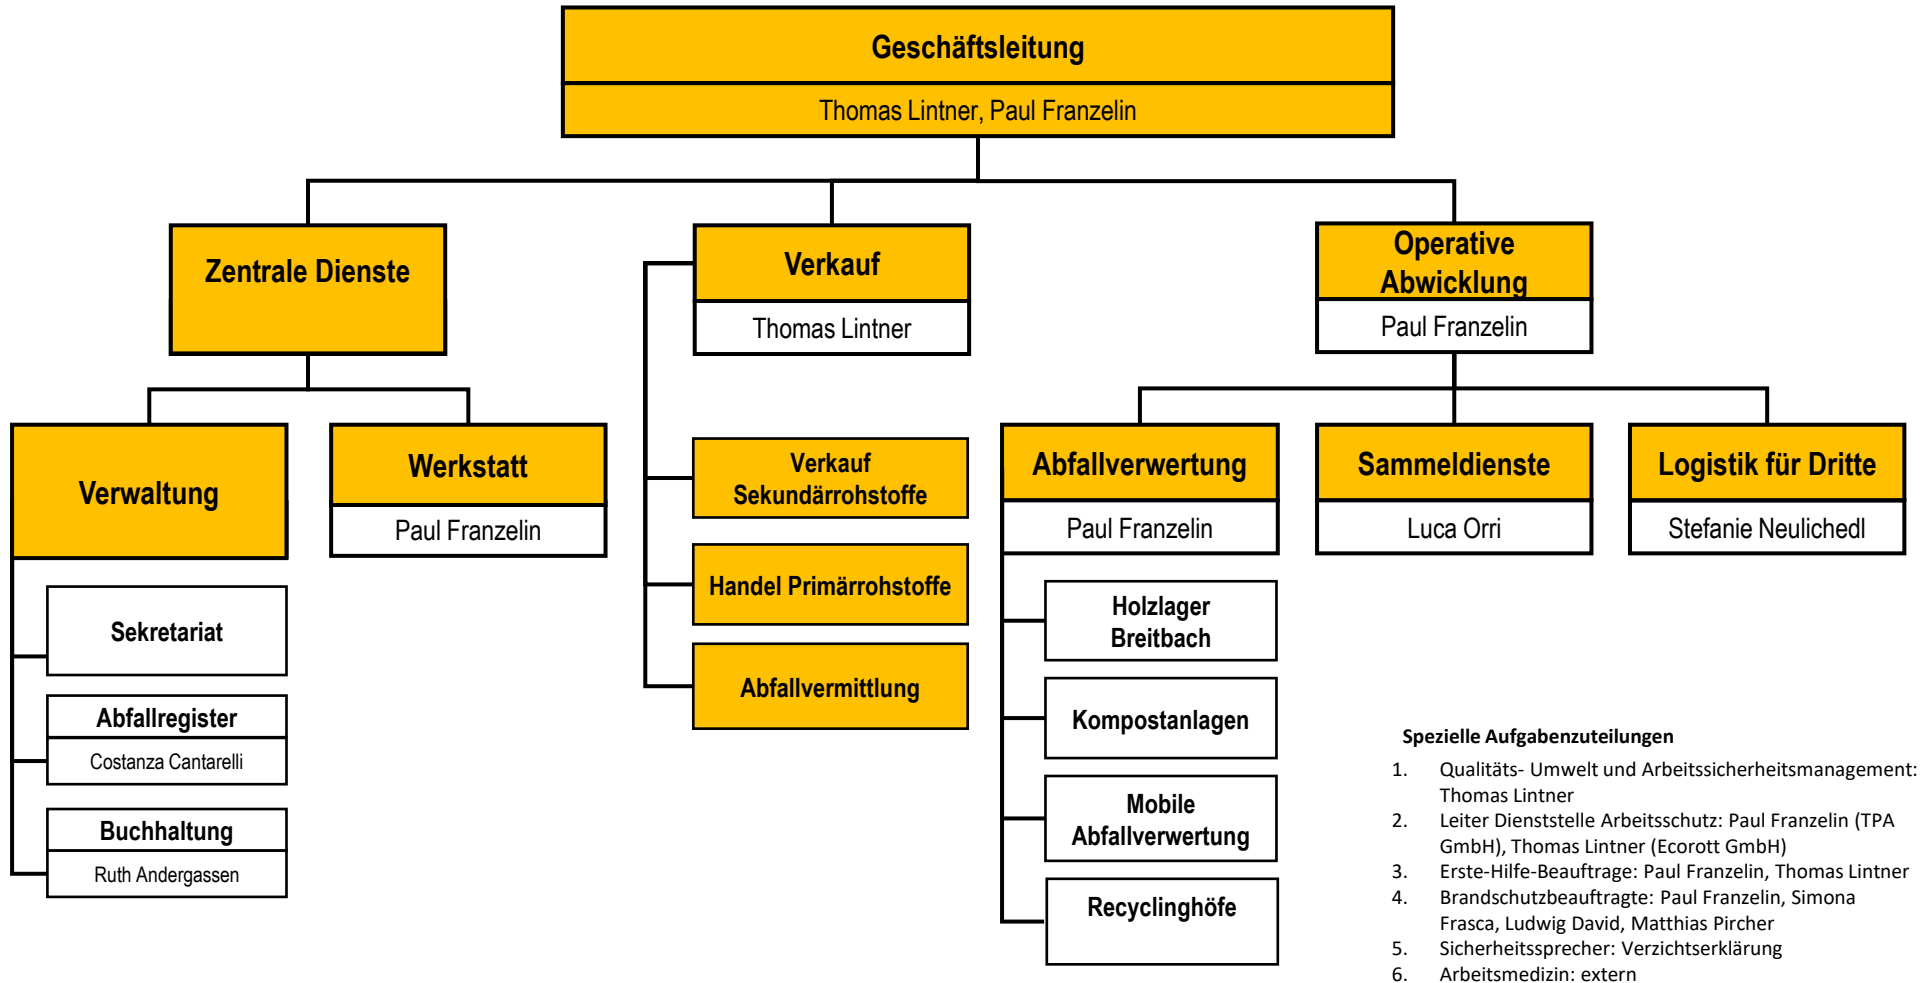 Geschäftsleitung
Thomas Lintner, Paul Franzelin
Zentrale Dienste
Verkauf
Thomas Lintner
Operative
Abwicklung
Paul Franzelin
Verwaltung
Werkstatt
Paul Franzelin
Sekretariat
Abfallregister
Costanza Cantarelli
Buchhaltung
Ruth Andergassen
Verkauf
Sekundärrohstoffe
Handel Primärrohstoffe
Abfallvermittlung
Abfallverwertung
Paul Franzelin
Sammeldienste
Luca Orri
Logistik für Dritte
Stefanie Neulichedl
Holzlager
Breitbach
Kompostanlagen
Mobile
Abfallverwertung
Recyclinghöfe
Spezielle Aufgabenzuteilungen
1. Qualitäts- Umwelt und Arbeitssicherheitsmanagement:
Thomas Lintner
2. Leiter Dienststelle Arbeitsschutz: Paul Franzelin (TPA
GmbH), Thomas Lintner (Ecorott GmbH)
3. Erste-Hilfe-Beauftrage: Paul Franzelin, Thomas Lintner
4. Brandschutzbeauftragte: Paul Franzelin, Simona
Frasca, Ludwig David, Matthias Pircher
5. Sicherheitssprecher: Verzichtserklärung
6. Arbeitsmedizin: extern